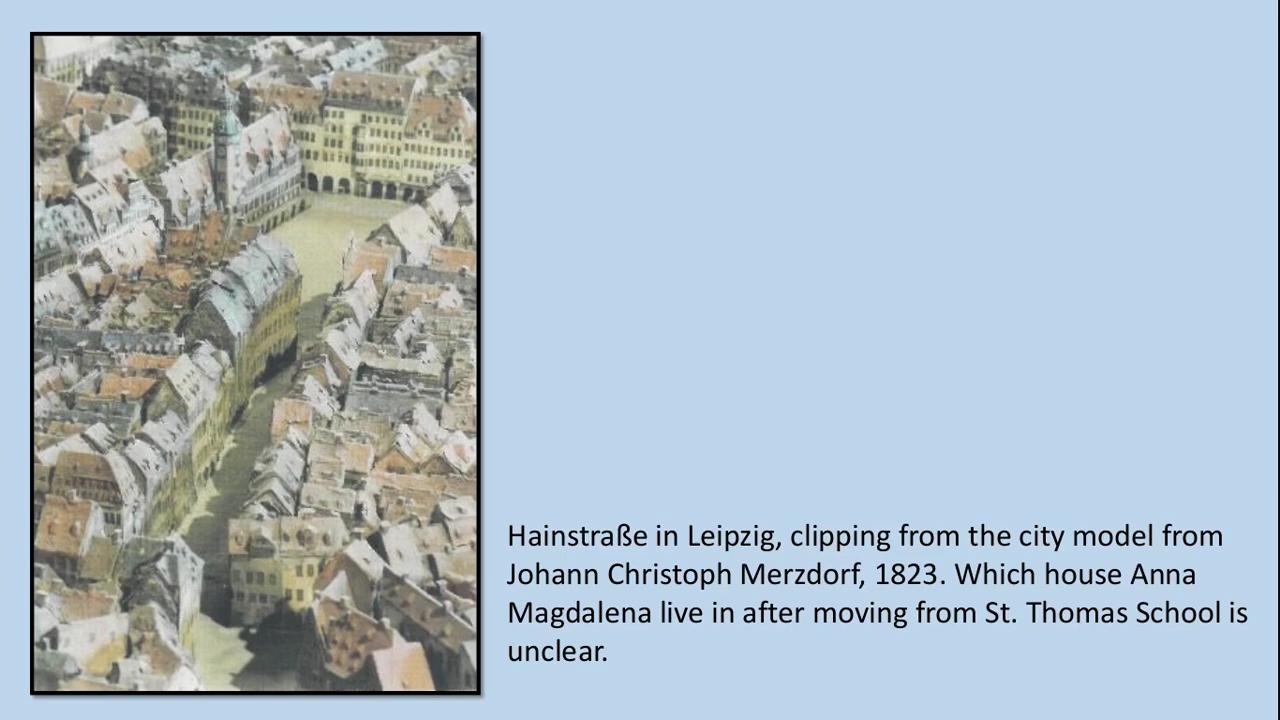 Hainstraße in Leipzig, clipping from the city model from
Johann Christoph Merzdorf, 1823. Which house Anna
Magdalena live in after moving from St. Thomas School is
unclear.